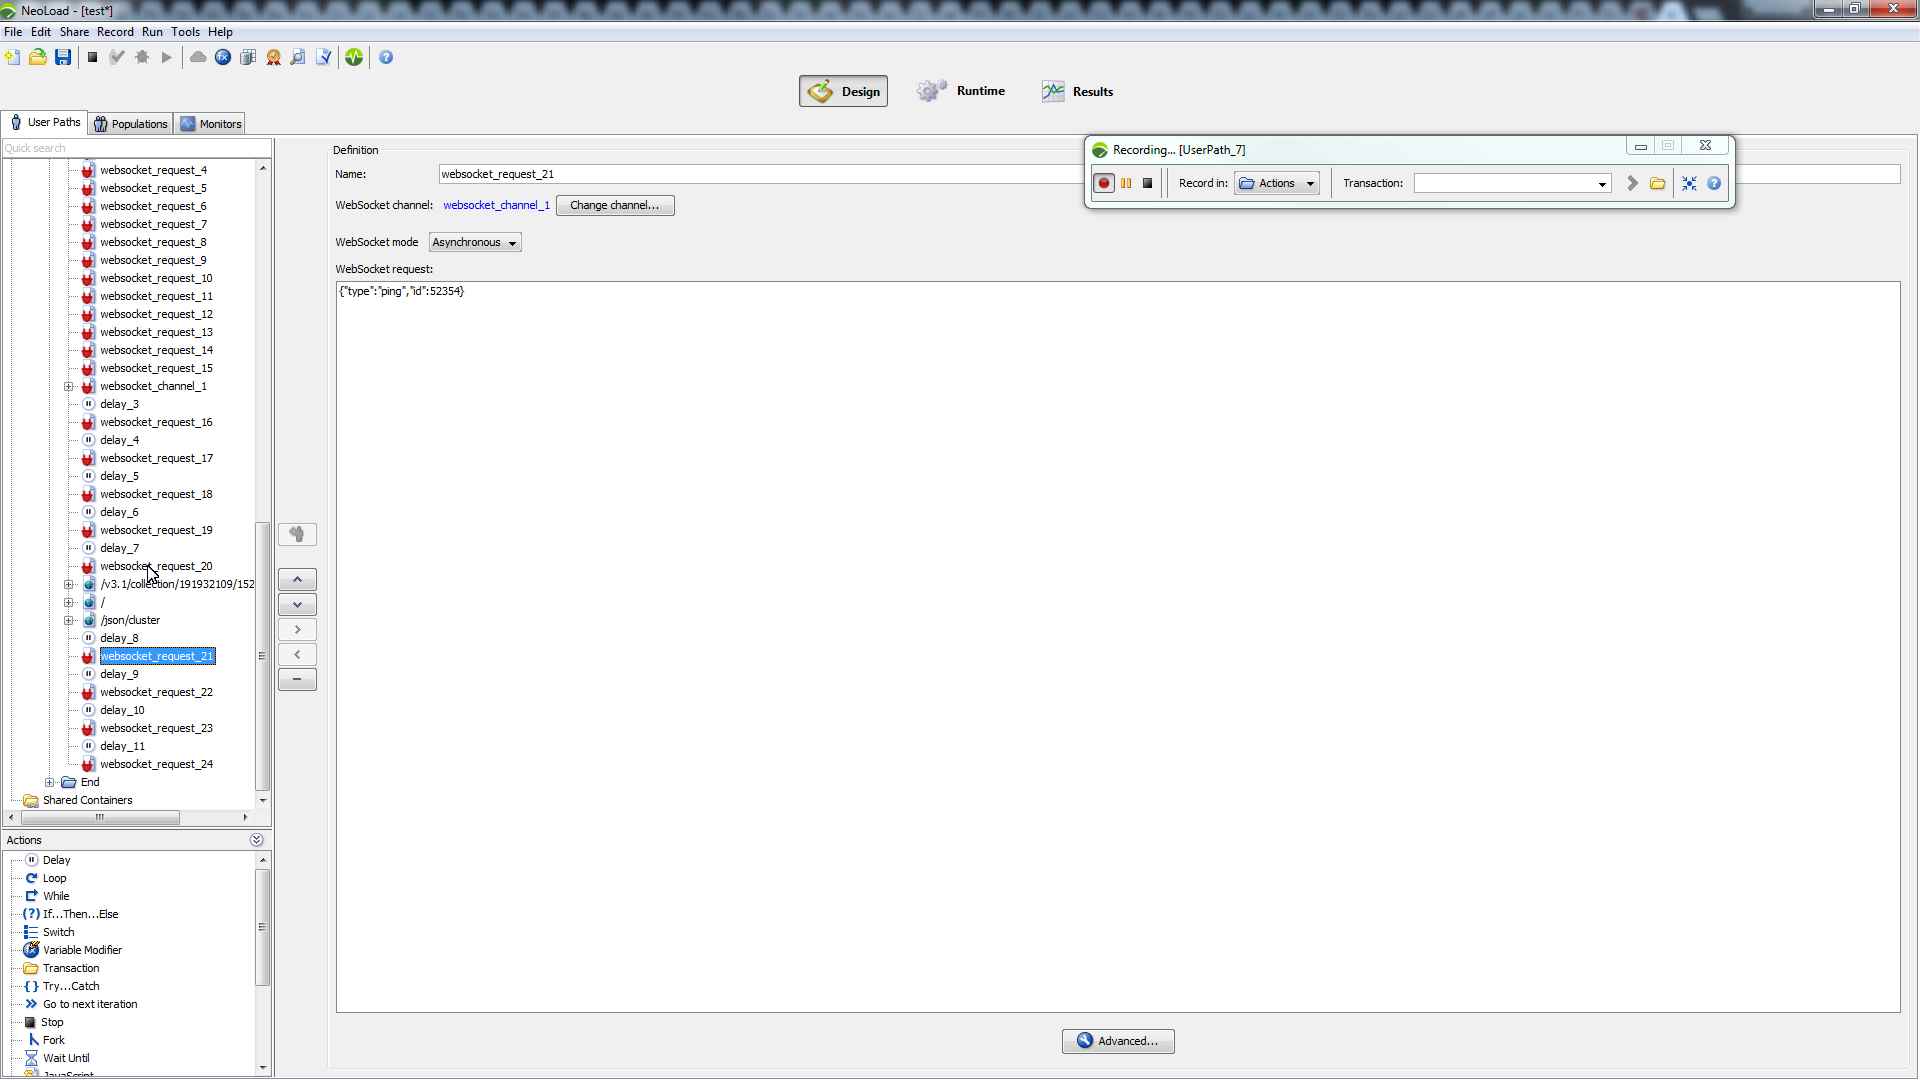 NeoLoad - [test*]
File Edit Share Record Run Tools Help
Design Runtime Results
User Paths Populations Monitors
Quick search
websocket_request_4
websocket_request_5
websocket_request_6
websocket_request_7
websocket_request_8
websocket_request_9
websocket_request_10
websocket_request_11
websocket_request_12
websocket_request_13
websocket_request_14
websocket_request_15
websocket_channel_1
delay_3
websocket_request_16
delay_4
websocket_request_17
delay_5
websocket_request_18
delay_6
websocket_request_19
delay_7
websocket_request_20
/v3.1/collection/191932109/152
/
/json/cluster
delay_8
websocket_request_21
delay_9
websocket_request_22
delay_10
websocket_request_23
delay_11
websocket_request_24
End
Shared Containers
Actions
Delay
Loop
While
If...Then...Else
Switch
Variable Modifier
Transaction
Try...Catch
Go to next iteration
Stop
Fork
Wait Until
JavaScript
Definition
Name: websocket_request_21
WebSocket channel: websocket_channel_1 Change channel...
WebSocket mode Asynchronous
WebSocket request:
{"type":"ping","id":52354}
Advanced...
Recording... [UserPath_7]
Record in: Actions Transaction: